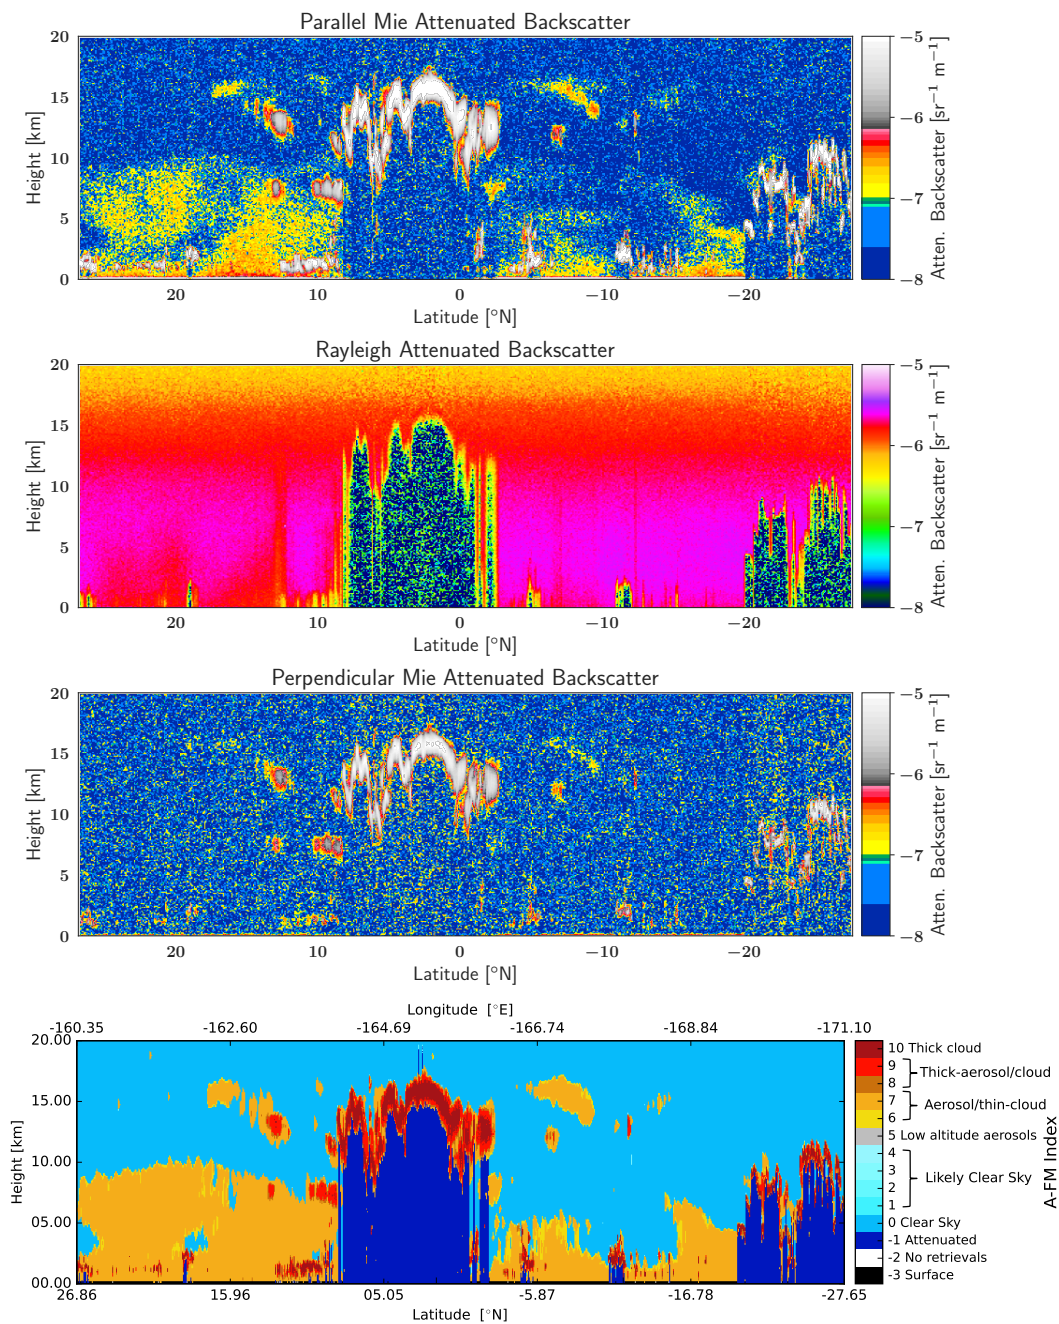 Parallel Mie Attenuated Backscatter
20
15
10
5
0
Height [km]
20 10 0 −10 −20
Latitude [°N]
−5
−6
−7
−8
Atten. Backscatter [sr−1 m−1]
Rayleigh Attenuated Backscatter
20
15
10
5
0
Height [km]
20 10 0 −10 −20
Latitude [°N]
−5
−6
−7
−8
Atten. Backscatter [sr−1 m−1]
Perpendicular Mie Attenuated Backscatter
20
15
10
5
0
Height [km]
20 10 0 −10 −20
Latitude [°N]
−5
−6
−7
−8
Atten. Backscatter [sr−1 m−1]
Longitude [°E]
-160.35 -162.60 -164.69 -166.74 -168.84 -171.10
20.00
15.00
10.00
05.00
00.00
Height [km]
26.86 15.96 05.05 -5.87 -16.78 -27.65
Latitude [°N]
10 Thick cloud
9
Thick-aerosol/cloud
8
7
Aerosol/thin-cloud
6
5 Low altitude aerosols
4
3
Likely Clear Sky
2
1
0 Clear Sky
-1 Attenuated
-2 No retrievals
-3 Surface
A-FM Index